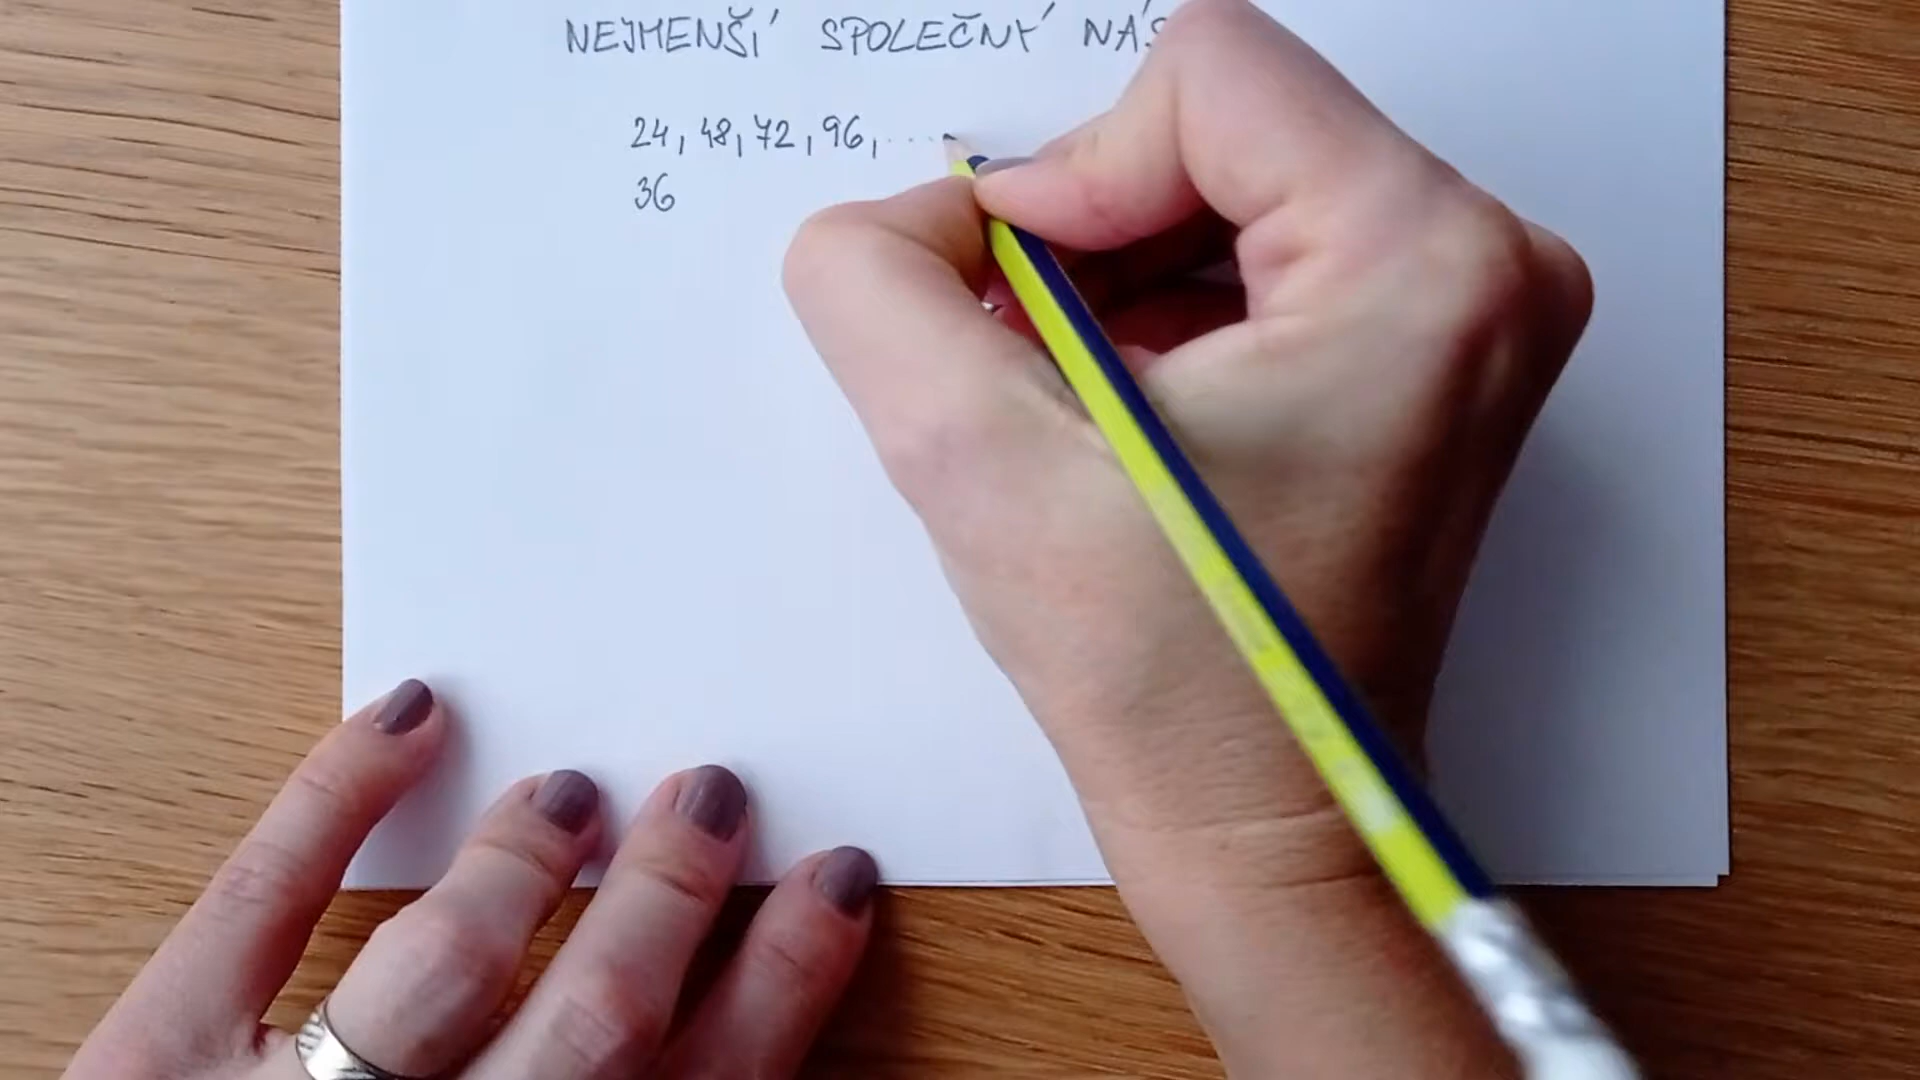 NEJMENŠÍ SPOLEČNÝ NÁS
24, 48, 72, 96, ....
36